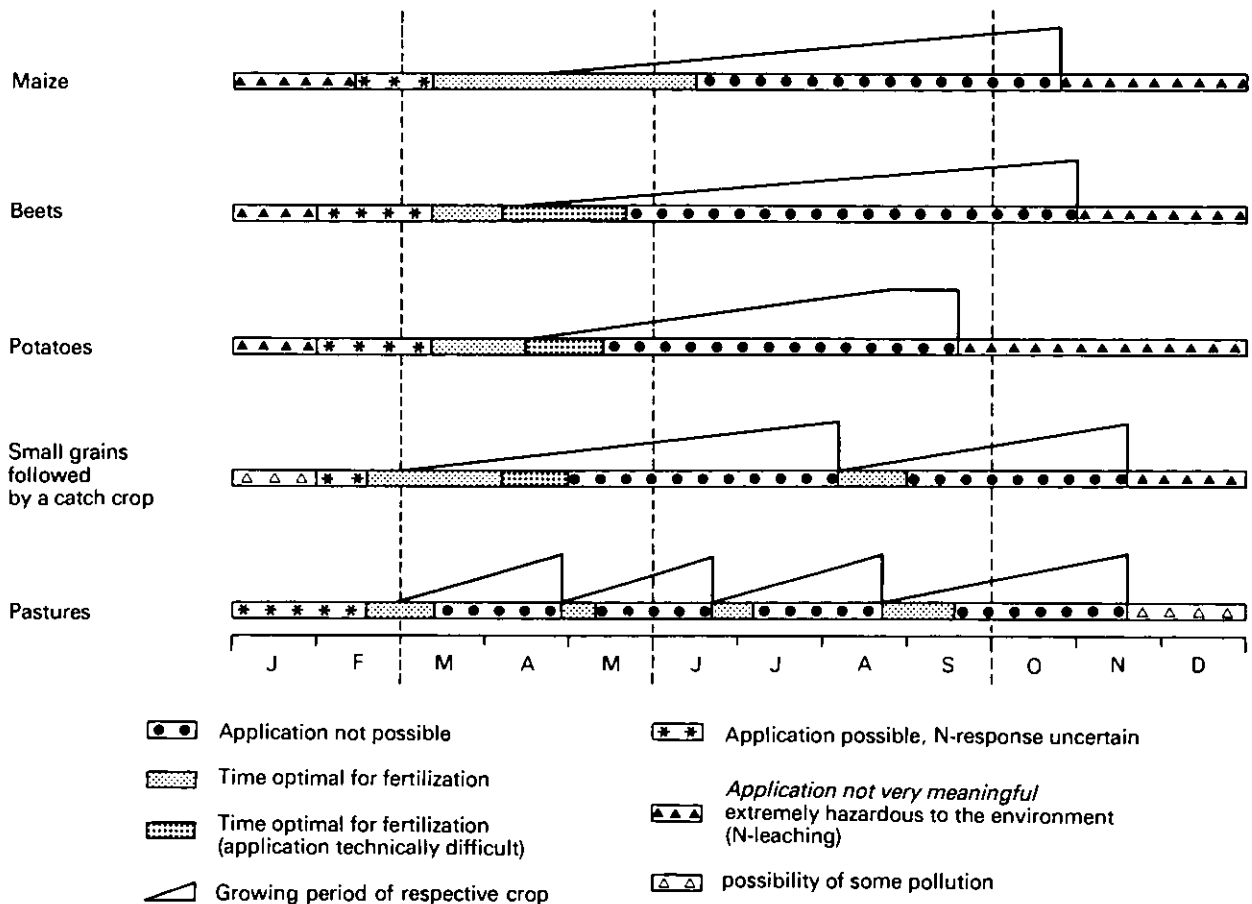 Maize
Beets
Potatoes
Small grains
followed
by a catch crop
Pastures
J F M A M J J A S O N D
Application not possible
Time optimal for fertilization
Time optimal for fertilization
(application technically difficult)
Growing period of respective crop
Application possible, N-response uncertain
Application not very meaningful
extremely hazardous to the environment
(N-leaching)
possibility of some pollution